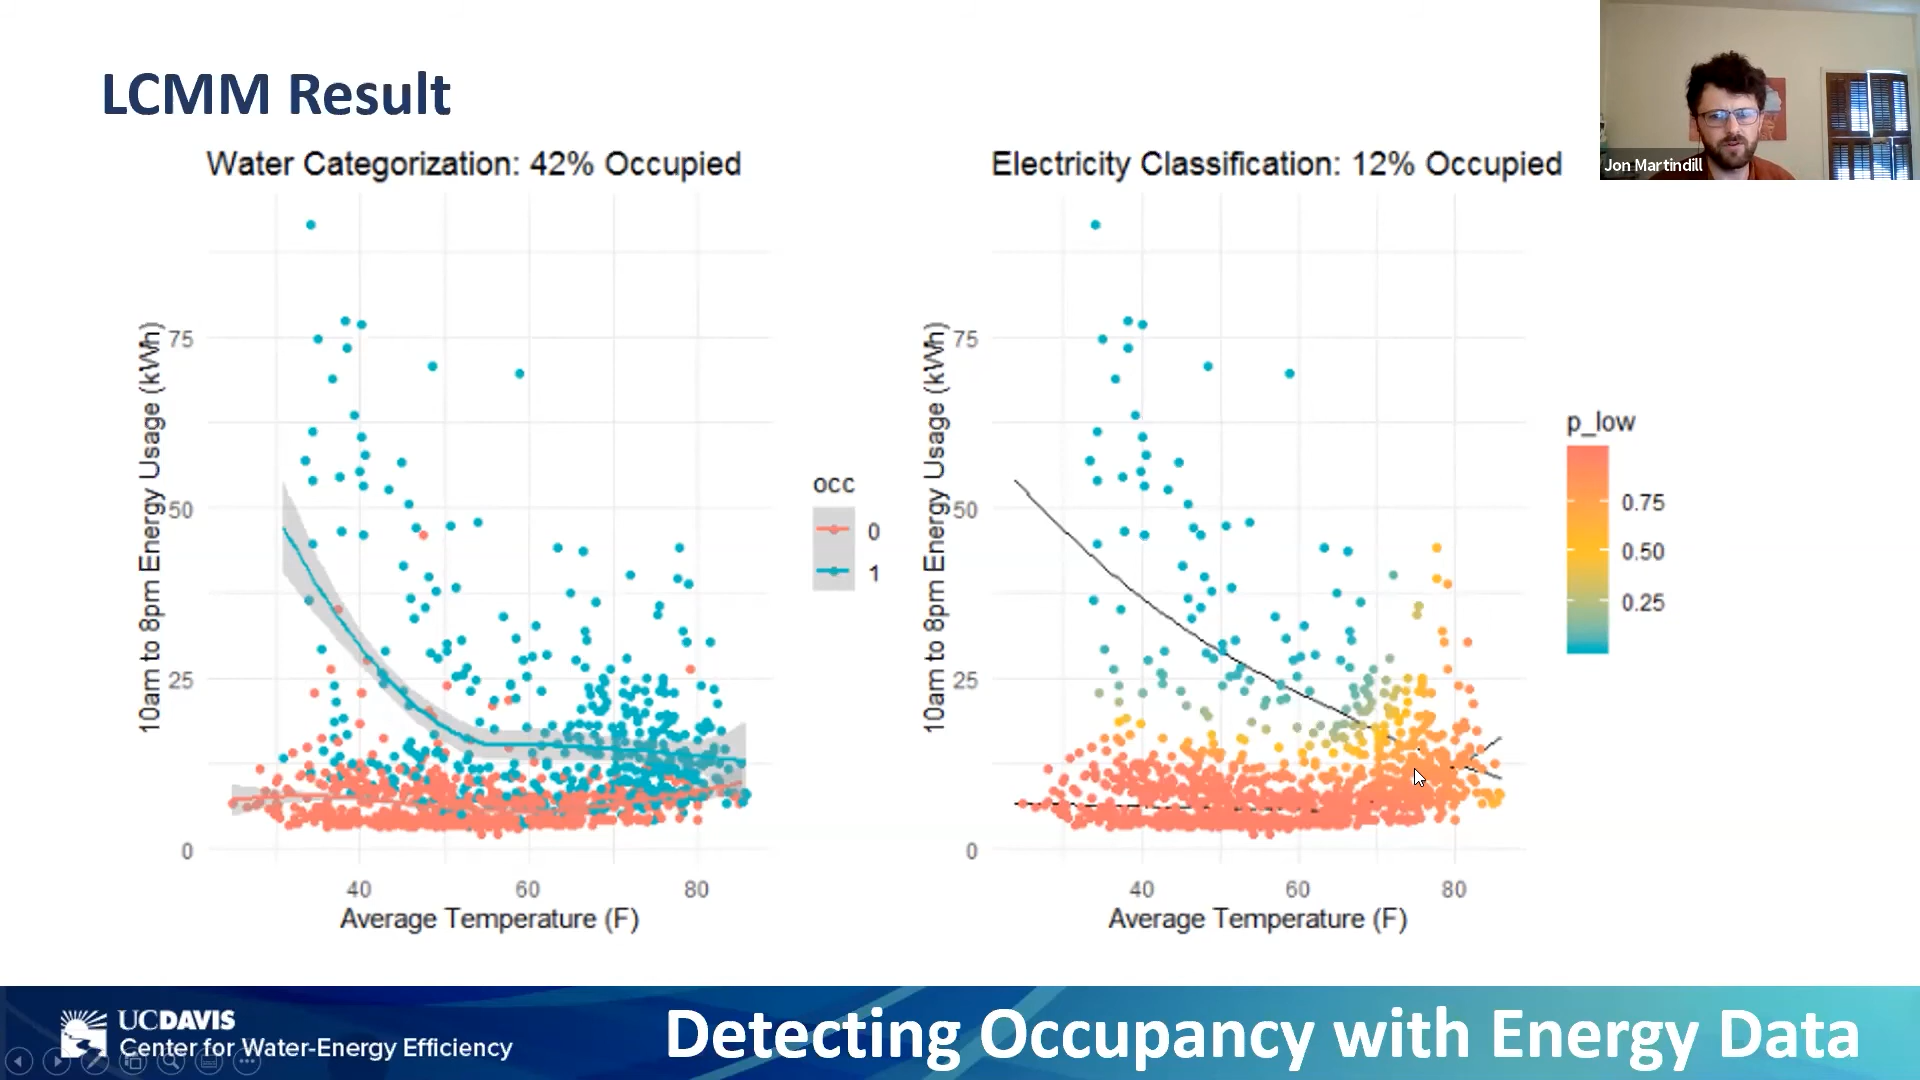 LCMM Result
Jon Martindill
Water Categorization: 42% Occupied
10am to 8pm Energy Usage (kWh)
75
50
25
0
40
60
80
Average Temperature (F)
occ
0
1
Electricity Classification: 12% Occupied
10am to 8pm Energy Usage (kWh)
75
50
25
0
40
60
80
Average Temperature (F)
p_low
0.75
0.50
0.25
UCDAVIS
Center for Water-Energy Efficiency
Detecting Occupancy with Energy Data